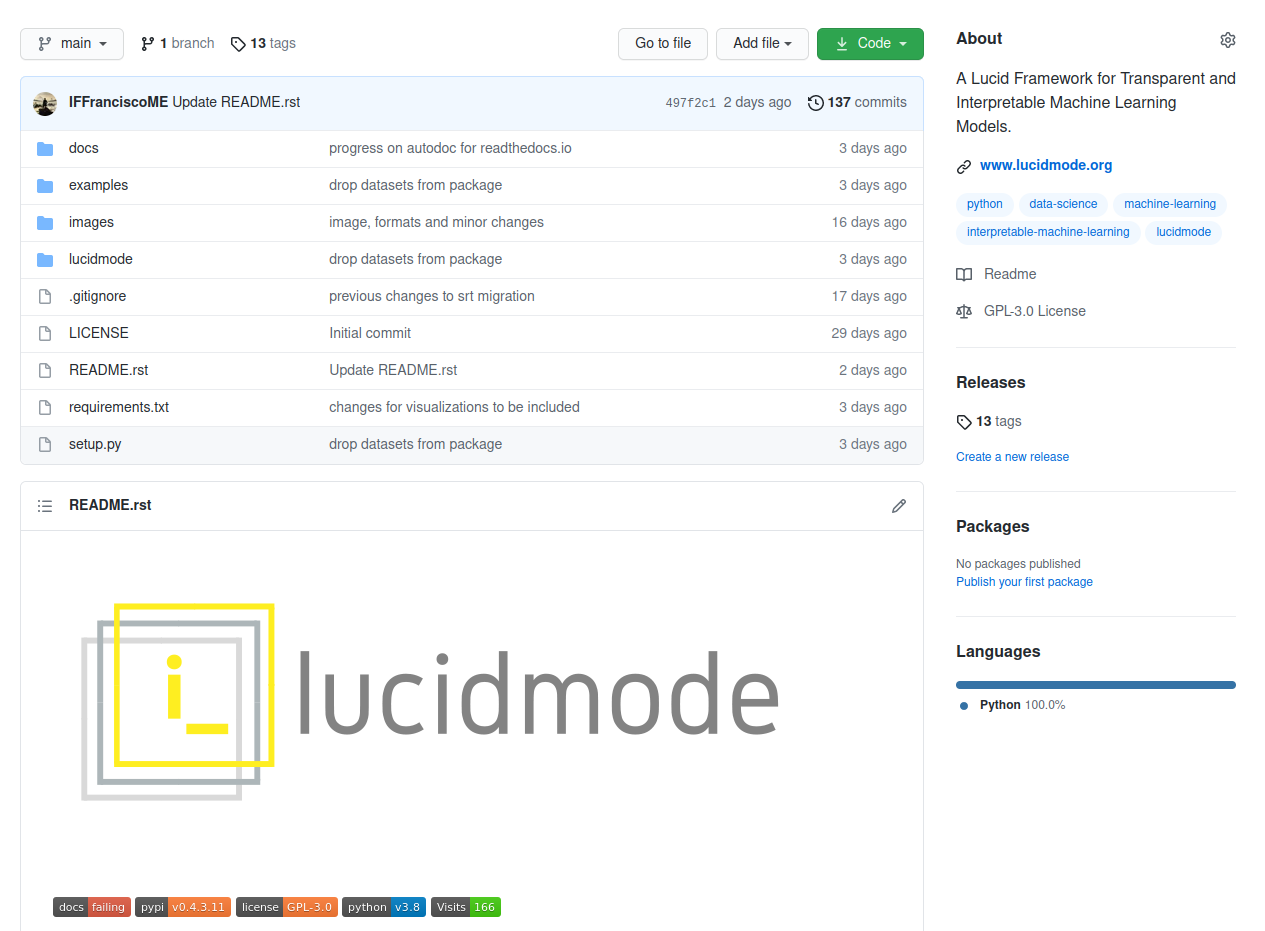 main 1 branch 13 tags Go to file Add file Code
IFFranciscoME Update README.rst 497f2c1 2 days ago 137 commits
docs progress on autodoc for readthedocs.io 3 days ago
examples drop datasets from package 3 days ago
images image, formats and minor changes 16 days ago
lucidmode drop datasets from package 3 days ago
.gitignore previous changes to srt migration 17 days ago
LICENSE Initial commit 29 days ago
README.rst Update README.rst 2 days ago
requirements.txt changes for visualizations to be included 3 days ago
setup.py drop datasets from package 3 days ago
README.rst
i_ lucidmode
docs failing pypi v0.4.3.11 license GPL-3.0 python v3.8 Visits 166
About
A Lucid Framework for Transparent and
Interpretable Machine Learning
Models.
www.lucidmode.org
python data-science machine-learning
interpretable-machine-learning lucidmode
Readme
GPL-3.0 License
Releases
13 tags
Create a new release
Packages
No packages published
Publish your first package
Languages
Python 100.0%